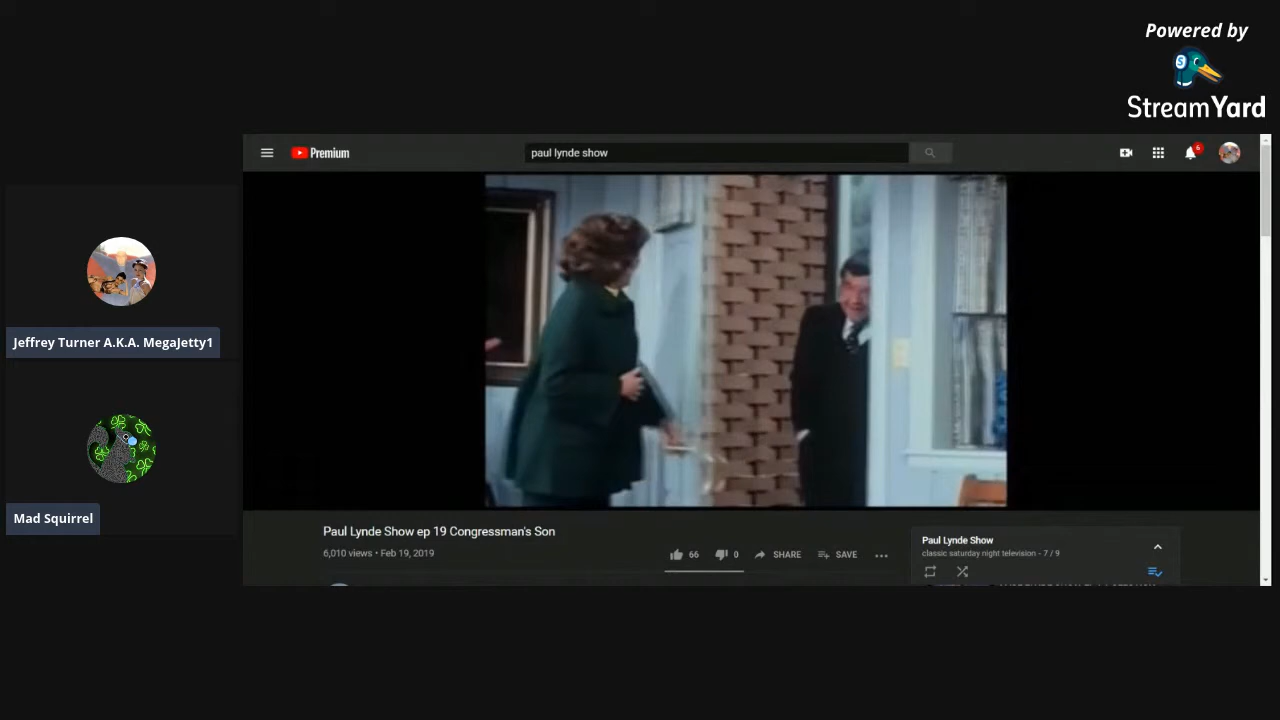 Powered by
StreamYard
Premium
paul lynde show
6
Jeffrey Turner A.K.A. MegaJetty1
Mad Squirrel
Paul Lynde Show ep 19 Congressman's Son
6,010 views • Feb 19, 2019
66
0
SHARE
SAVE
Paul Lynde Show
classic saturday night television - 7 / 9